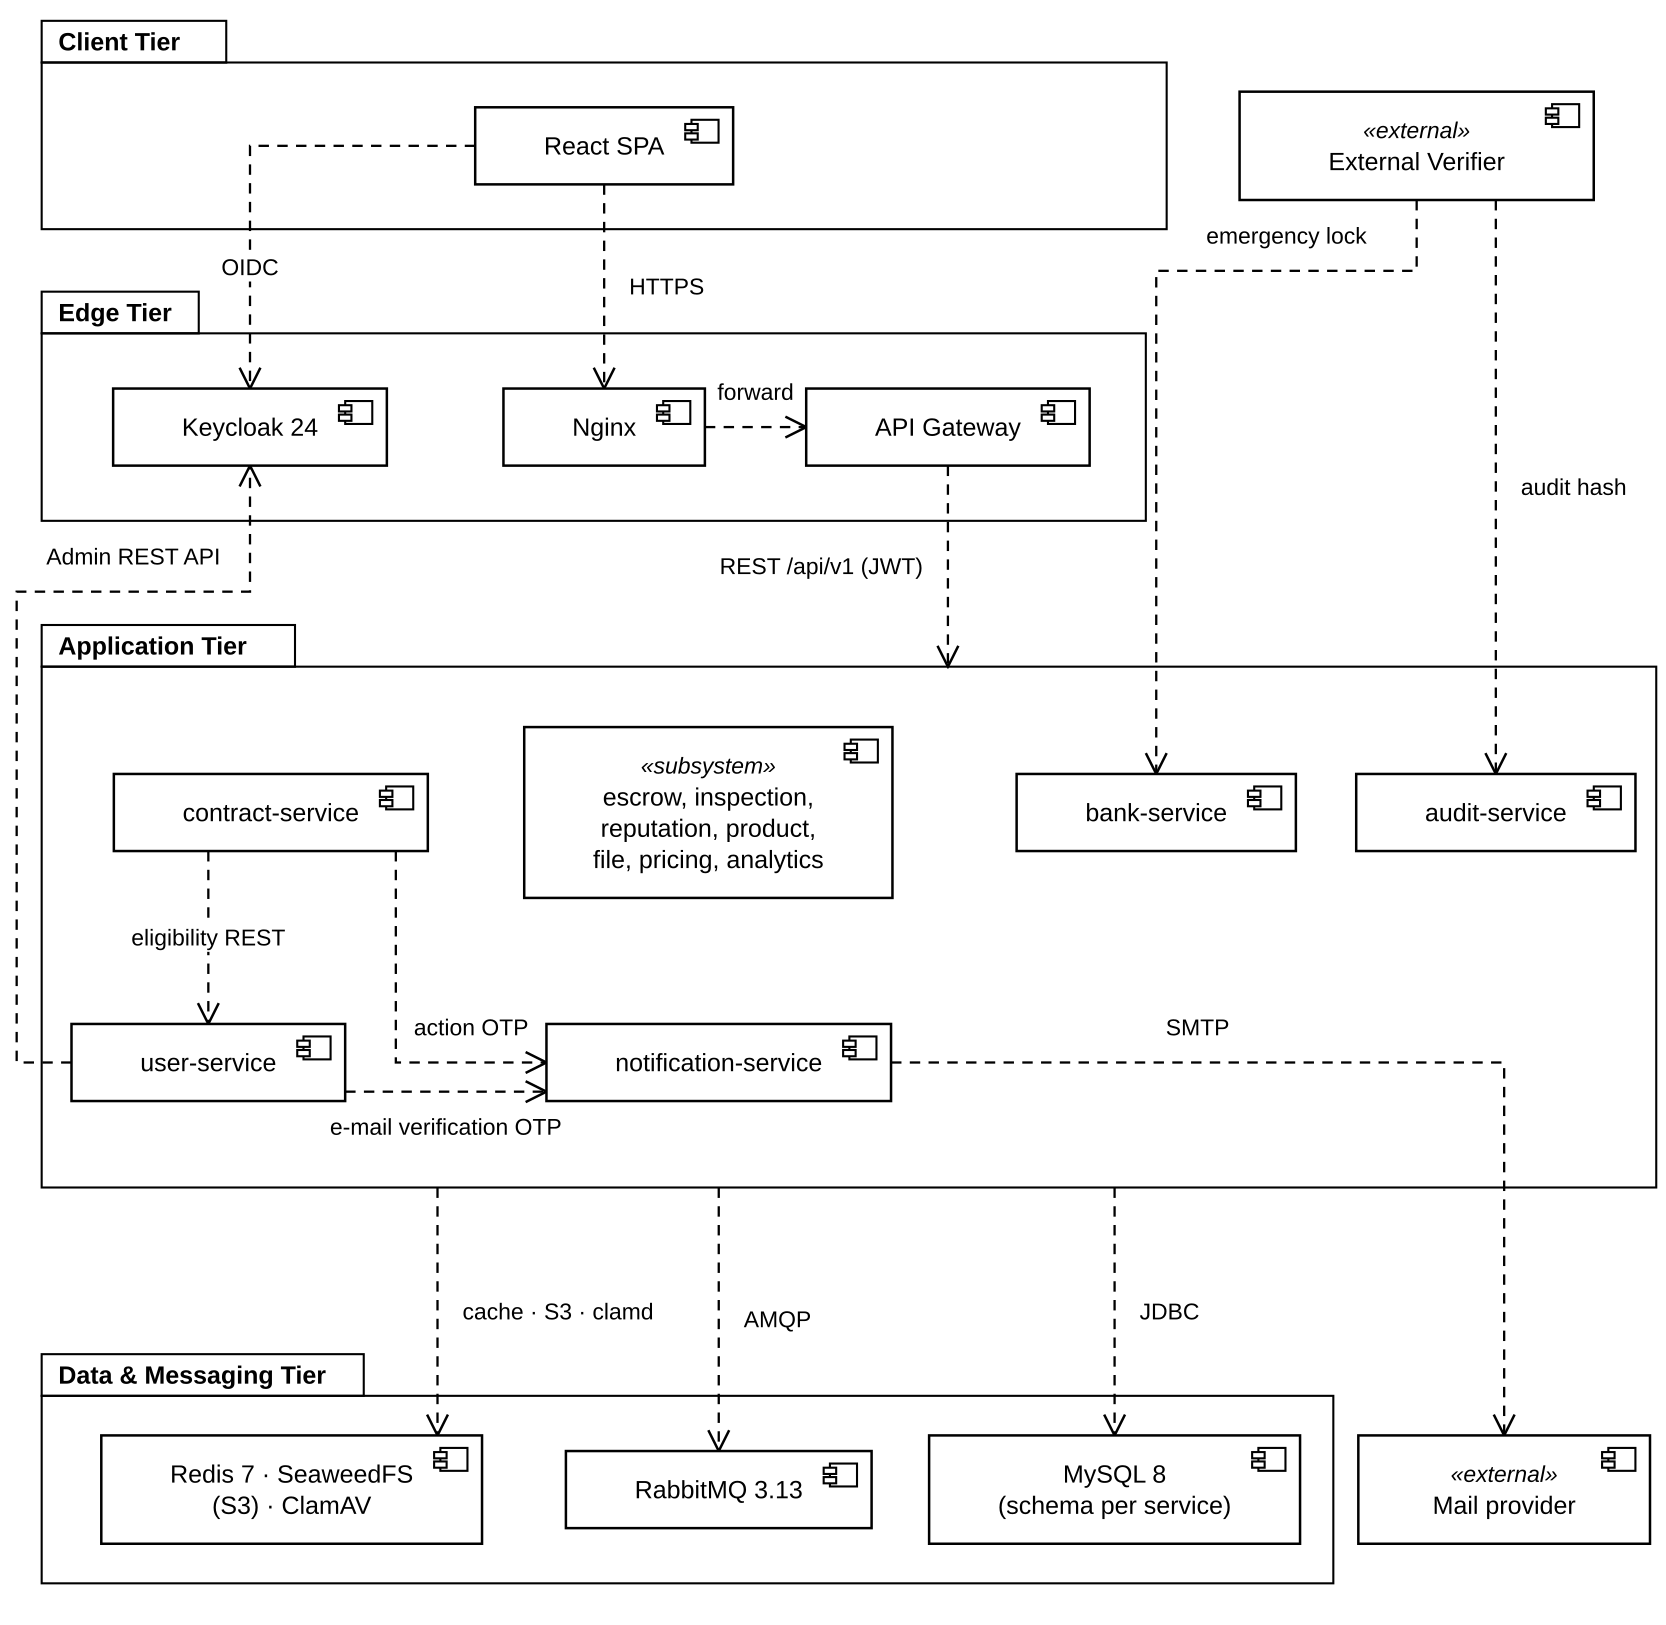 Client Tier
React SPA
«external»
External Verifier
emergency lock
OIDC
HTTPS
Edge Tier
Keycloak 24
Nginx
forward
API Gateway
audit hash
Admin REST API
REST /api/v1 (JWT)
Application Tier
contract-service
«subsystem»
escrow, inspection,
reputation, product,
file, pricing, analytics
bank-service
audit-service
eligibility REST
action OTP
SMTP
user-service
notification-service
e-mail verification OTP
cache · S3 · clamd
AMQP
JDBC
Data & Messaging Tier
Redis 7 · SeaweedFS
(S3) · ClamAV
RabbitMQ 3.13
MySQL 8
(schema per service)
«external»
Mail provider